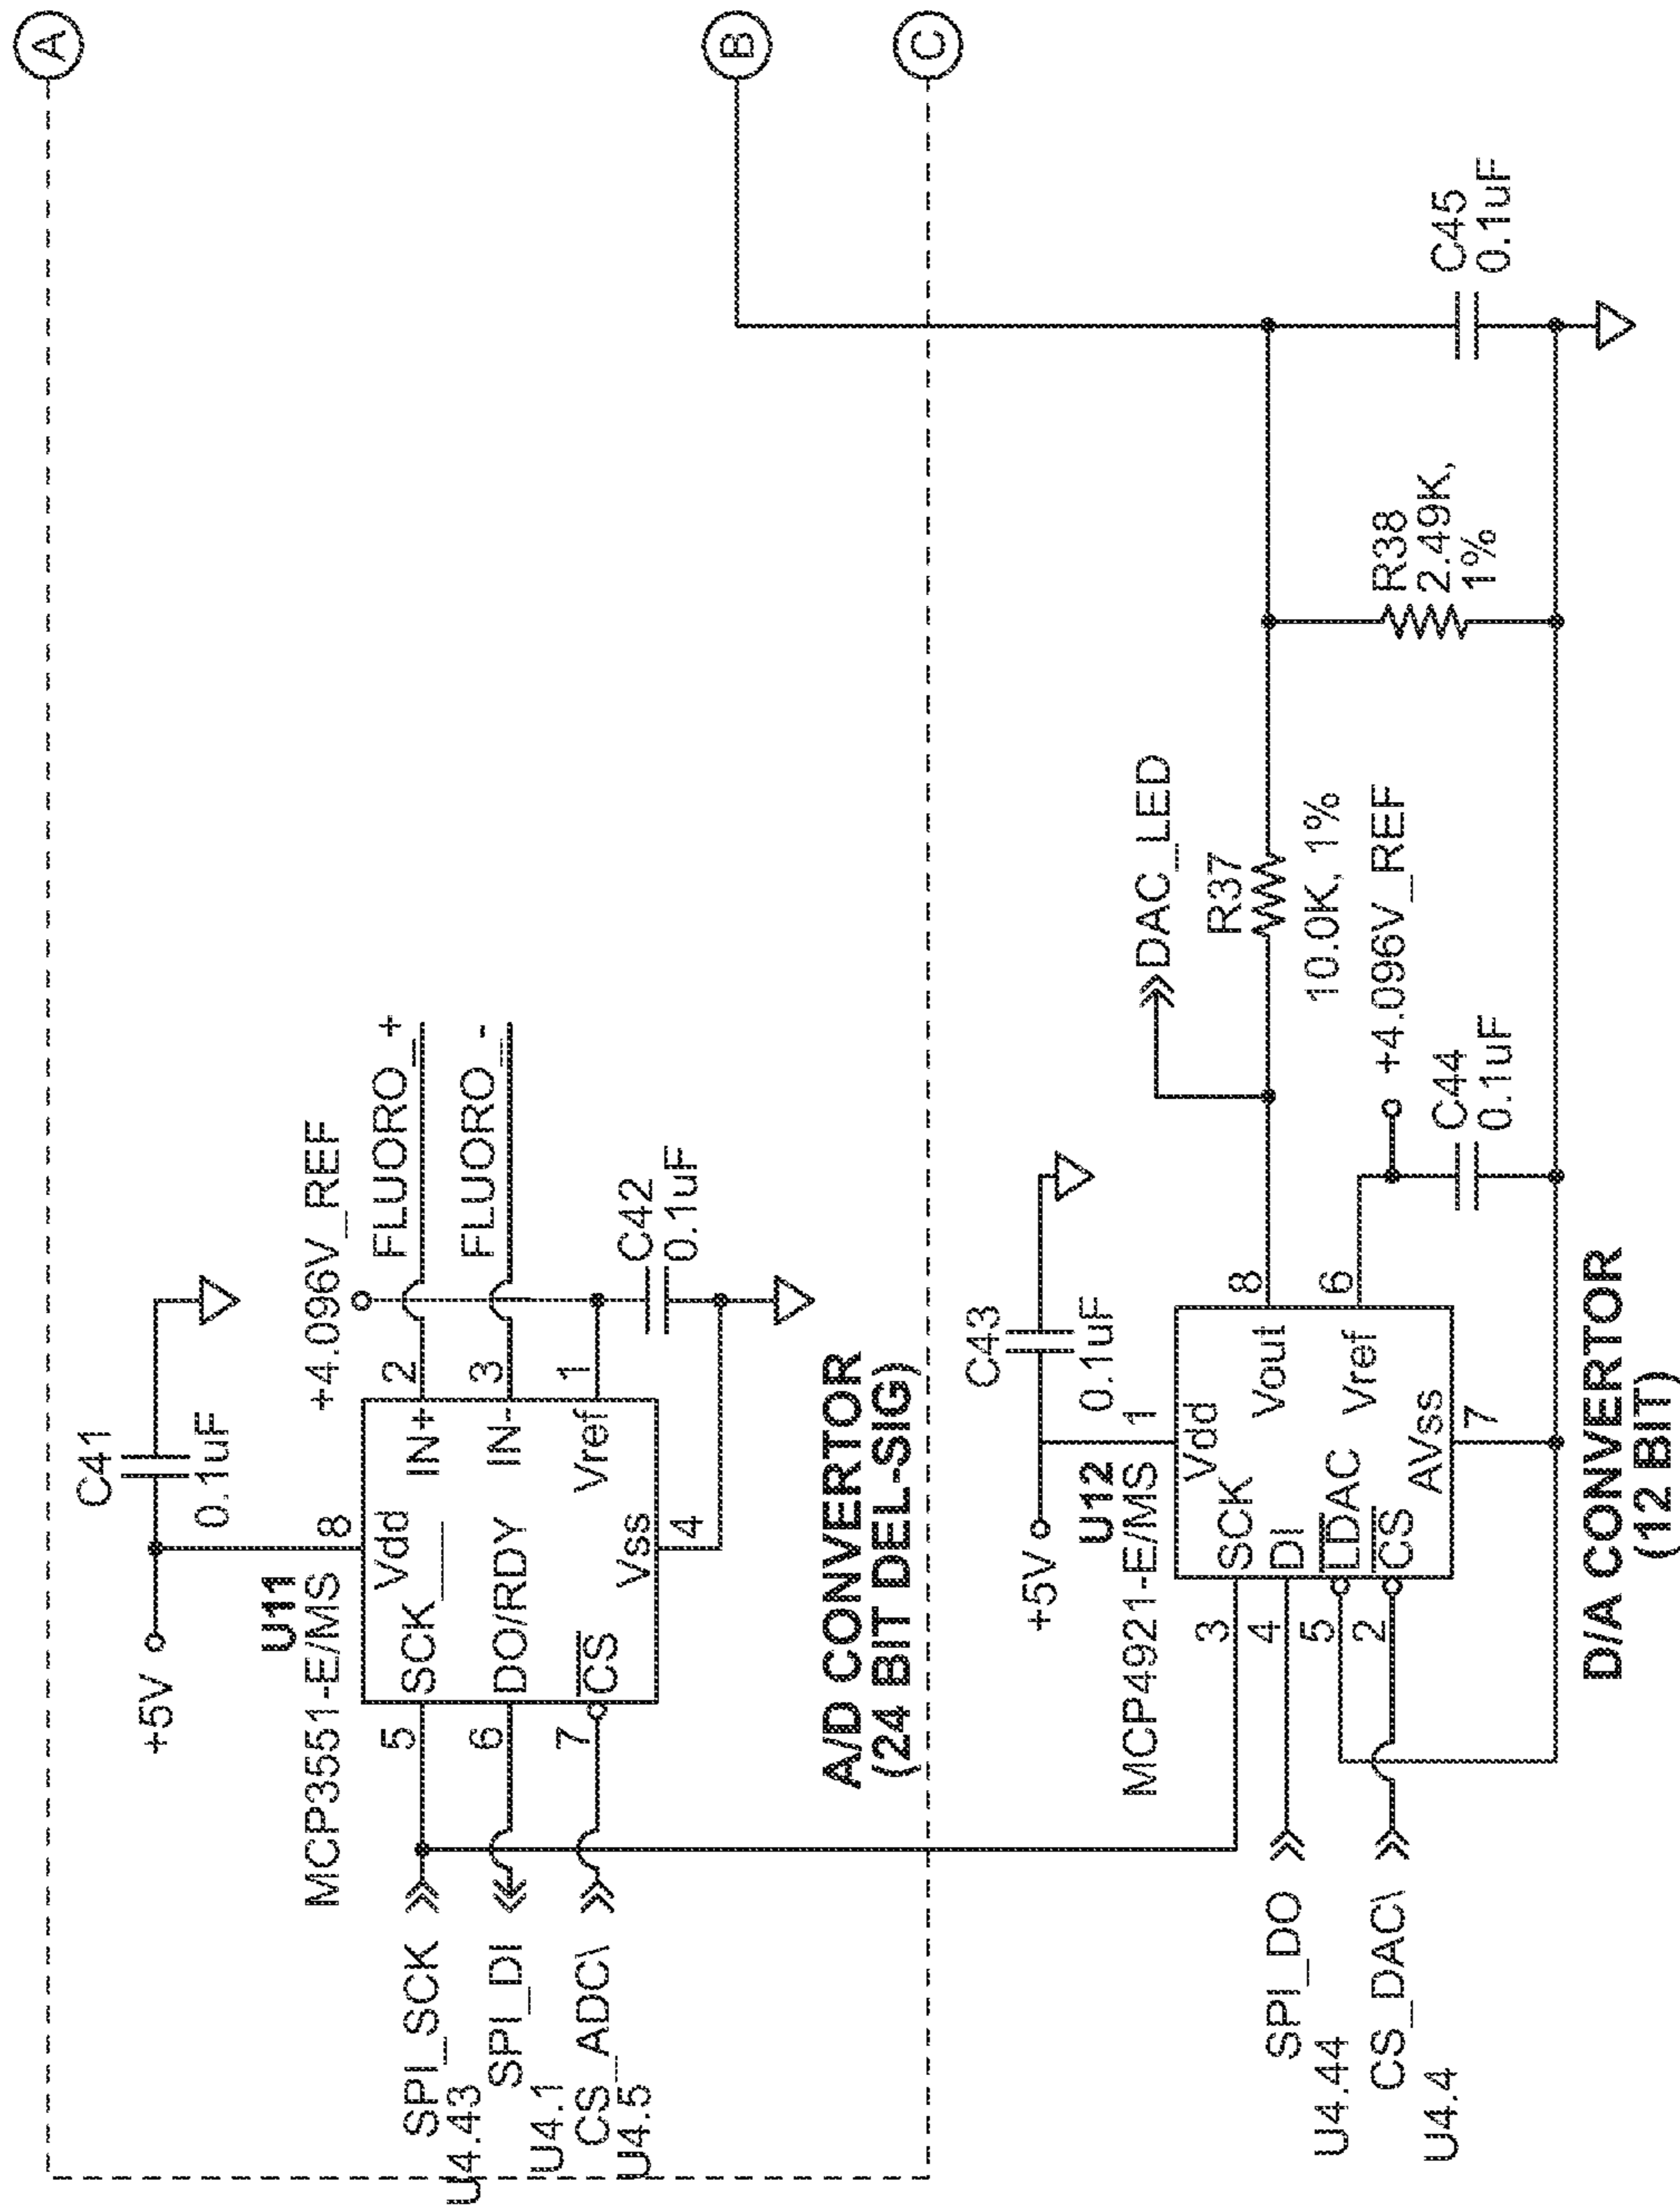 A
B
C
C41
0.1uF
+5V
U11
MCP3551-E/MS
8
Vdd
SCK
DO/RDY
CS
IN+
IN-
Vref
Vss
5
6
7
2
3
1
4
+4.096V_REF
FLUORO_+
FLUORO_-
C42
0.1uF
SPI_SCK
U4.43
SPI_DI
U4.1
CS_ADC\
U4.5
A/D CONVERTOR
(24 BIT DEL-SIG)
C43
0.1uF
+5V
U12
MCP4921-E/MS
1
Vdd
SCK
DI
LDAC
CS
Vout
Vref
AVss
3
4
5
2
8
6
7
DAC_LED
R37
10.0K, 1%
+4.096V_REF
C44
0.1uF
R38
2.49K,
1%
C45
0.1uF
SPI_DO
U4.44
CS_DAC\
U4.4
D/A CONVERTOR
(12 BIT)